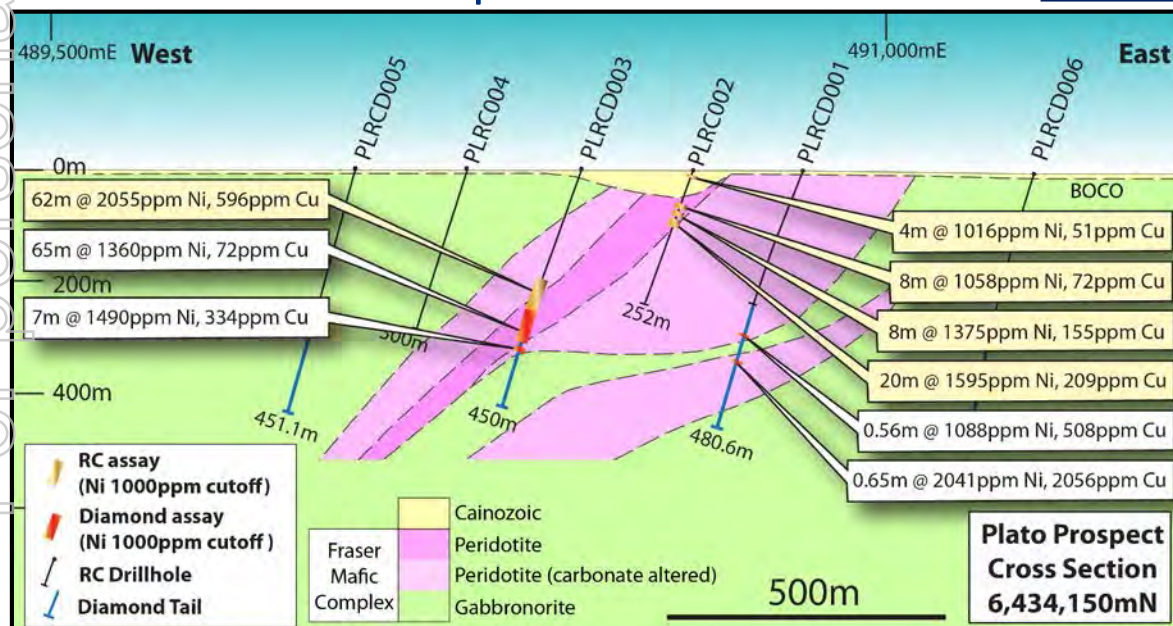 489,500mE
West
491,000mE
East
PLRCD005
PLRC004
PLRCD003
PLRC002
PLRCD001
PLRCD006
0m
BOCO
62m @ 2055ppm Ni, 596ppm Cu
65m @ 1360ppm Ni, 72ppm Cu
7m @ 1490ppm Ni, 334ppm Cu
4m @ 1016ppm Ni, 51ppm Cu
8m @ 1058ppm Ni, 72ppm Cu
8m @ 1375ppm Ni, 155ppm Cu
20m @ 1595ppm Ni, 209ppm Cu
0.56m @ 1088ppm Ni, 508ppm Cu
0.65m @ 2041ppm Ni, 2056ppm Cu
200m
400m
252m
451.1m
450m
480.6m
RC assay
(Ni 1000ppm cutoff)
Diamond assay
(Ni 1000ppm cutoff)
RC Drillhole
Diamond Tail
Fraser
Mafic
Complex
Cainozoic
Peridotite
Peridotite (carbonate altered)
Gabbronorite
500m
Plato Prospect
Cross Section
6,434,150mN